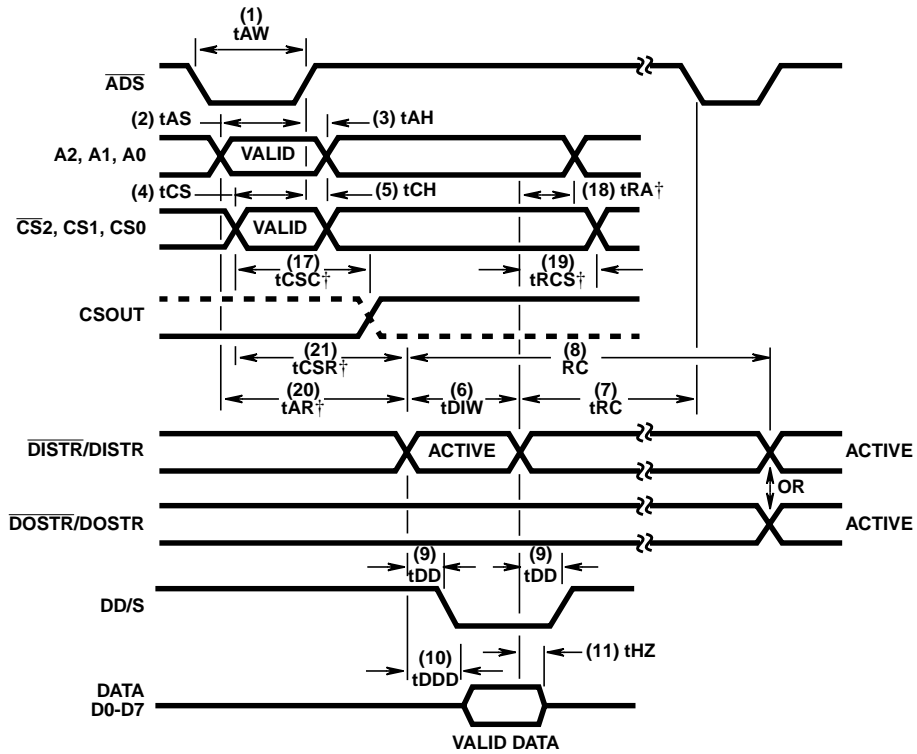 (1)
tAW
ADS
(2) tAS
(3) tAH
A2, A1, A0
VALID
(4) tCS
(5) tCH
(18) tRA†
CS2, CS1, CS0
VALID
(17)
tCSC†
(19)
tRCS†
CSOUT
(21)
tCSR†
(8)
RC
(20)
tAR†
(6)
tDIW
(7)
tRC
DISTR/DISTR
ACTIVE
ACTIVE
OR
DOSTR/DOSTR
ACTIVE
(9)
tDD
(9)
tDD
DD/S
(10)
tDDD
(11) tHZ
DATA
D0-D7
VALID DATA